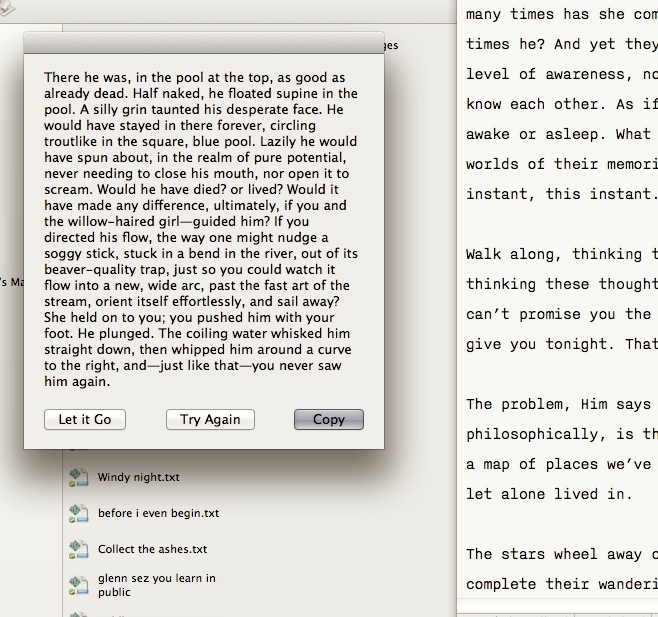 There he was, in the pool at the top, as good as
already dead. Half naked, he floated supine in the
pool. A silly grin taunted his desperate face. He
would have stayed in there forever, circling
troutlike in the square, blue pool. Lazily he would
have spun about, in the realm of pure potential,
never needing to close his mouth, nor open it to
scream. Would he have died? or lived? Would it
have made any difference, ultimately, if you and
the willow-haired girl—guided him? If you
directed his flow, the way one might nudge a
soggy stick, stuck in a bend in the river, out of its
beaver-quality trap, just so you could watch it
flow into a new, wide arc, past the fast art of the
stream, orient itself effortlessly, and sail away?
She held on to you; you pushed him with your
foot. He plunged. The coiling water whisked him
straight down, then whipped him around a curve
to the right, and—just like that—you never saw
him again.
Let it Go
Try Again
Copy
's Ma
Windy night.txt
before i even begin.txt
Collect the ashes.txt
glenn sez you learn in
public
many times has she
times he? And yet they
level of awareness,
know each other. As if
awake or asleep. What
worlds of their
instant, this instant.
Walk along, thinking
thinking these
can't promise you the
give you tonight. That
The problem, Him says
philosophically, is
a map of places we've
let alone lived in.
The stars wheel away
complete their